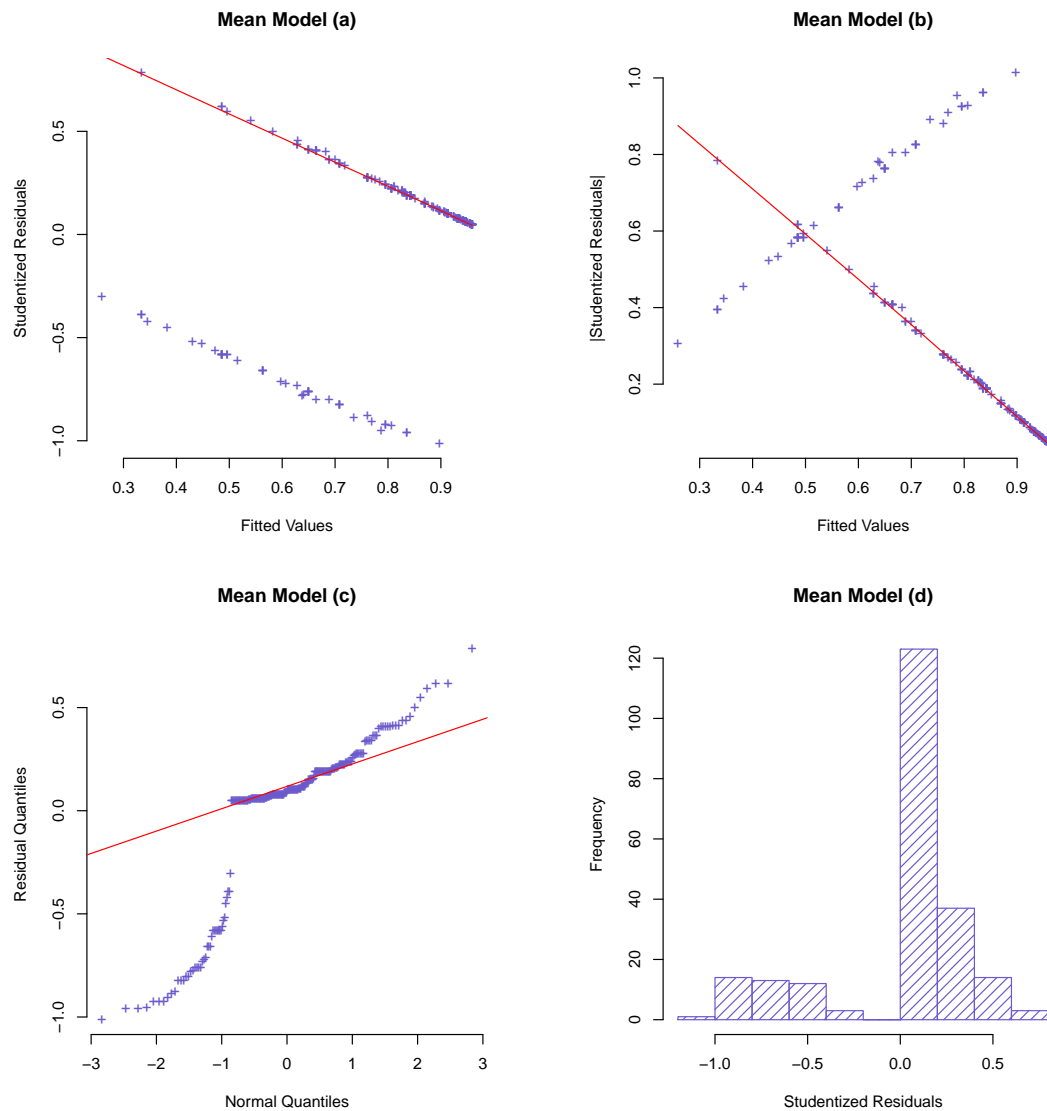 Mean Model (a)
0.5
0.0
−0.5
−1.0
Studentized Residuals
0.3 0.4 0.5 0.6 0.7 0.8 0.9
Fitted Values
Mean Model (b)
1.0
0.8
0.6
0.4
0.2
|Studentized Residuals|
0.3 0.4 0.5 0.6 0.7 0.8 0.9
Fitted Values
Mean Model (c)
0.5
0.0
−0.5
−1.0
Residual Quantiles
−3 −2 −1 0 1 2 3
Normal Quantiles
Mean Model (d)
120
100
80
60
40
20
0
Frequency
−1.0 −0.5 0.0 0.5
Studentized Residuals